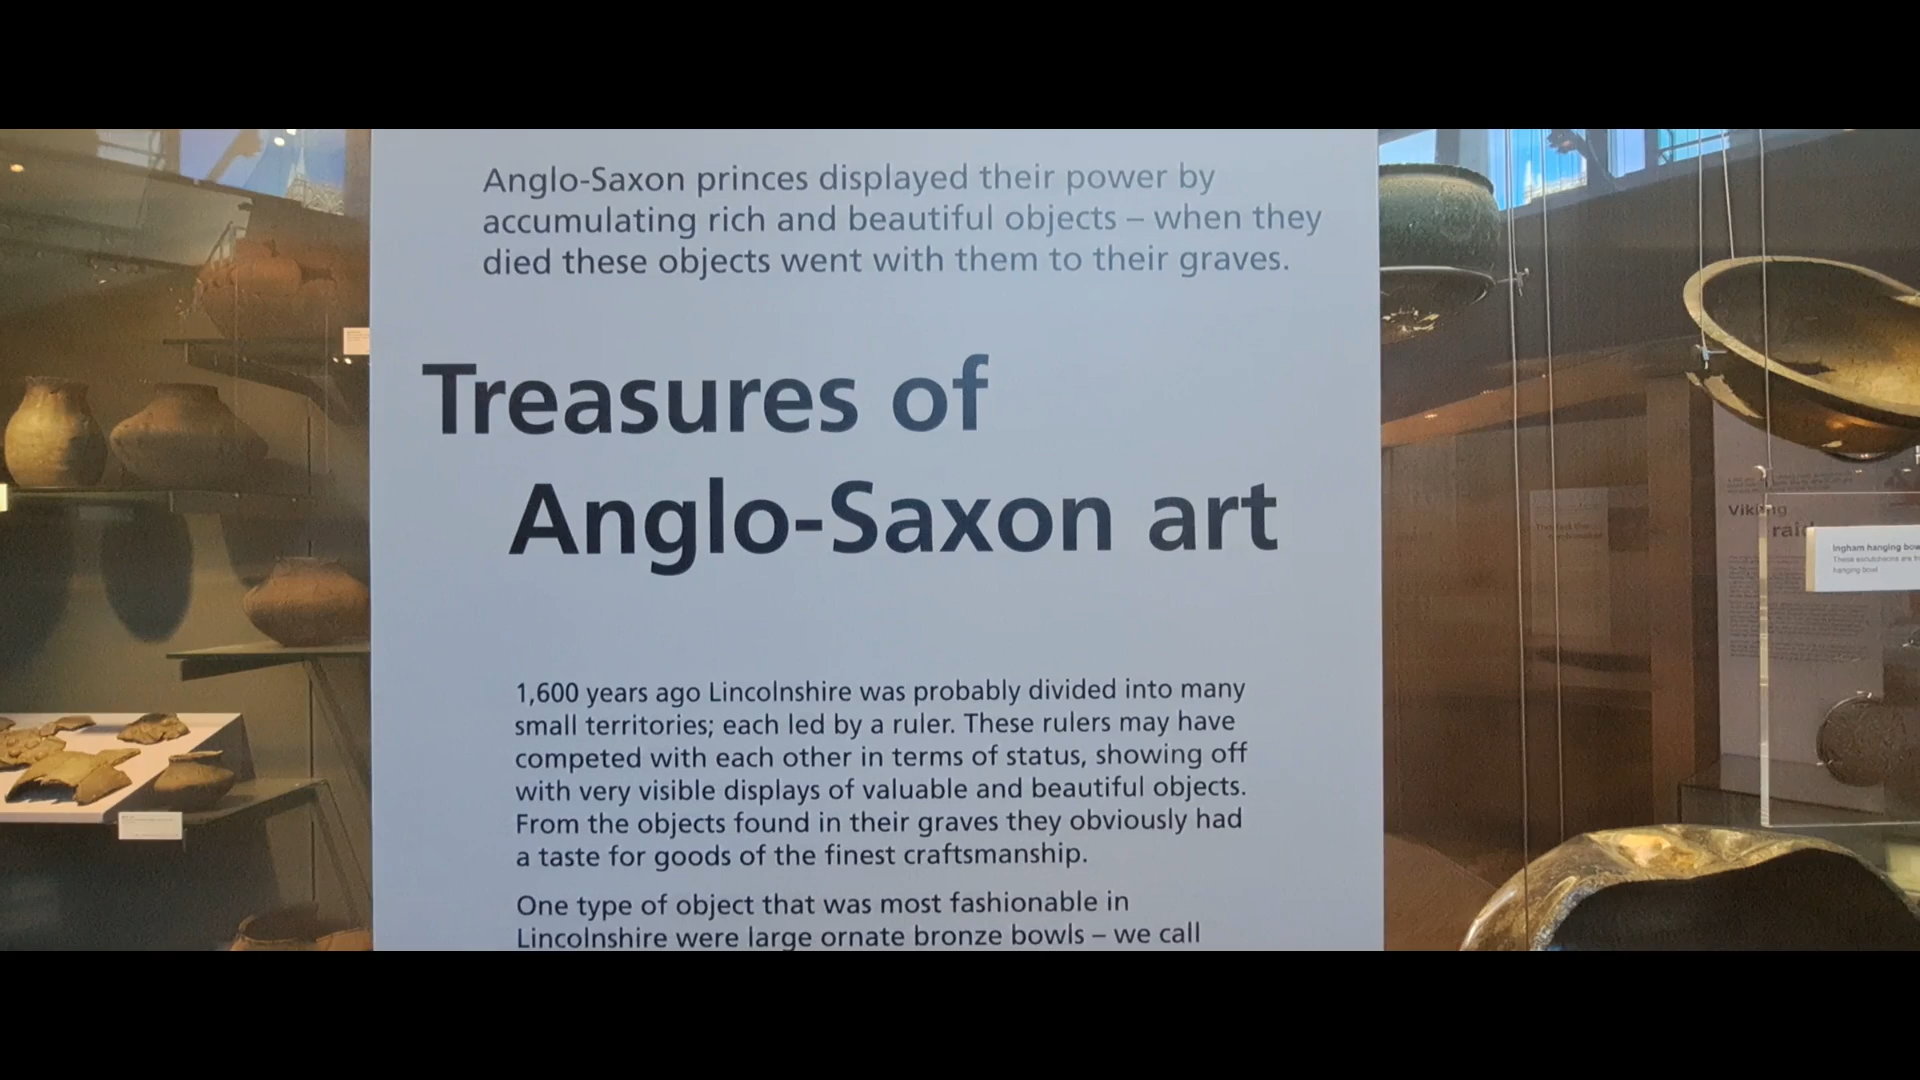 Anglo-Saxon princes displayed their power by
accumulating rich and beautiful objects – when they
died these objects went with them to their graves.
Treasures of
Anglo-Saxon art
1,600 years ago Lincolnshire was probably divided into many
small territories; each led by a ruler. These rulers may have
competed with each other in terms of status, showing off
with very visible displays of valuable and beautiful objects.
From the objects found in their graves they obviously had
a taste for goods of the finest craftsmanship.
One type of object that was most fashionable in
Lincolnshire were large ornate bronze bowls – we call
Viking
Ingham hanging
These escutcheons are
hanging bowl